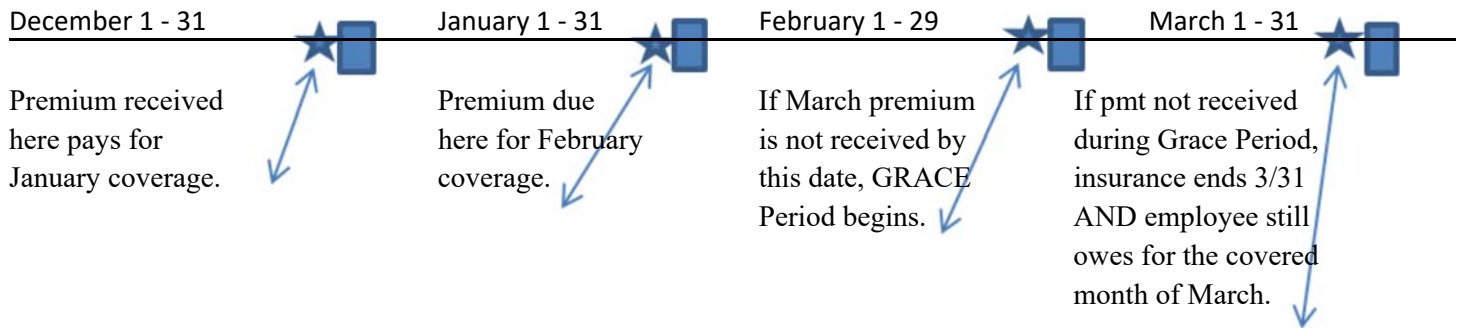 December 1 - 31
January 1 - 31
February 1 - 29
March 1 - 31
Premium received
here pays for
January coverage.
Premium due
here for February
coverage.
If March premium
is not received by
this date, GRACE
Period begins.
If pmt not received
during Grace Period,
insurance ends 3/31
AND employee still
owes for the covered
month of March.